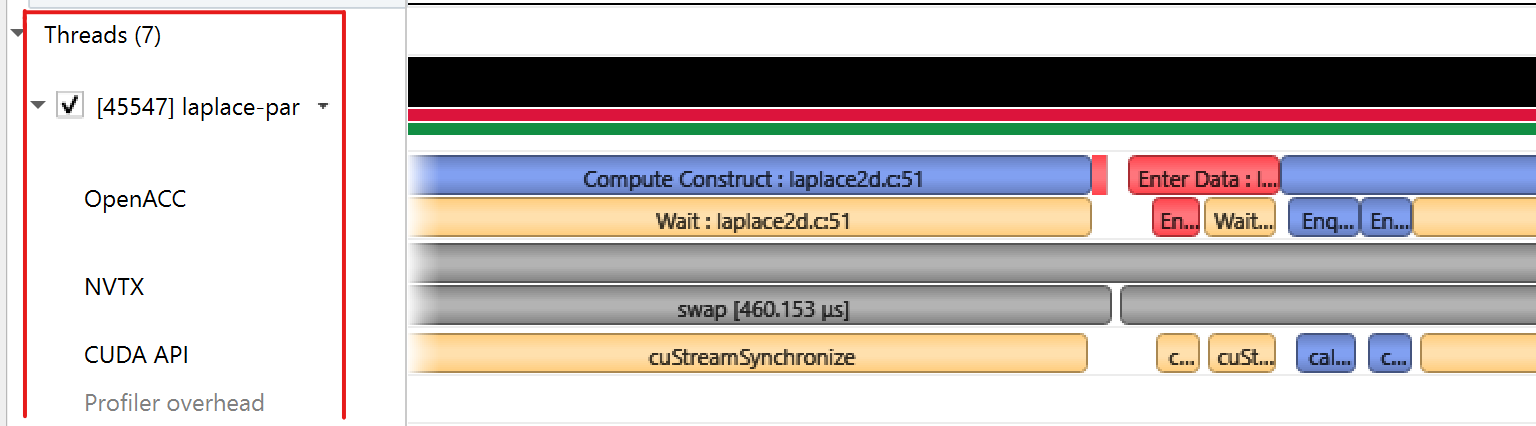 Threads (7)
[45547] laplace-par
OpenACC
Compute Construct : laplace2d.c:51
Enter Data : l...
Wait : laplace2d.c:51
En...
Wait...
Enq...
En...
NVTX
swap [460.153 µs]
CUDA API
cuStreamSynchronize
c...
cuSt...
cal...
c...
Profiler overhead